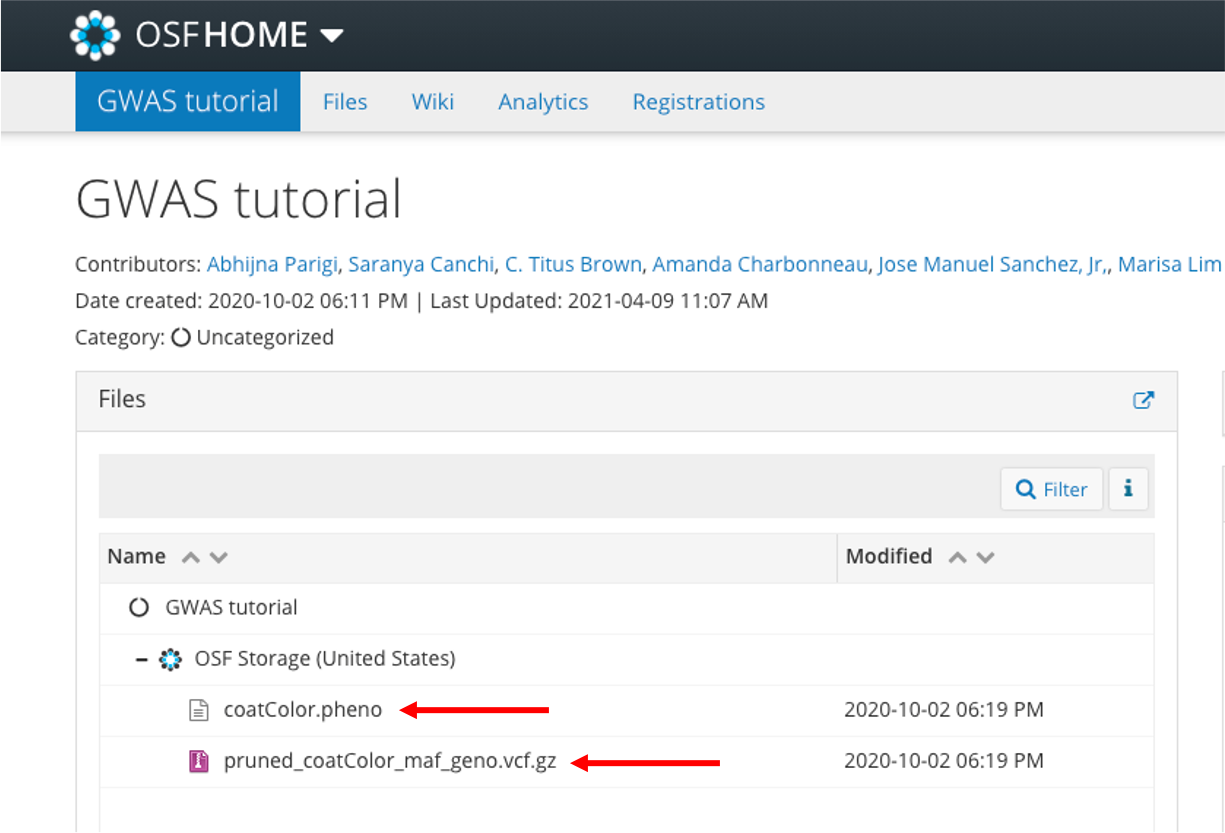 OSFHOME
GWAS tutorial Files Wiki Analytics Registrations
GWAS tutorial
Contributors: Abhijna Parigi, Saranya Canchi, C. Titus Brown, Amanda Charbonneau, Jose Manuel Sanchez, Jr,, Marisa Lim
Date created: 2020-10-02 06:11 PM | Last Updated: 2021-04-09 11:07 AM
Category: Uncategorized
Files
Filter i
Name Modified
GWAS tutorial
OSF Storage (United States)
coatColor.pheno 2020-10-02 06:19 PM
pruned_coatColor_maf_geno.vcf.gz 2020-10-02 06:19 PM